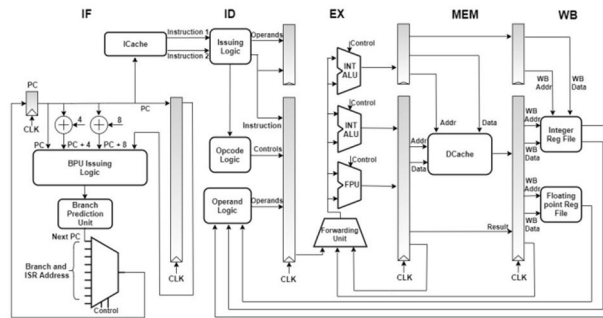 IF
ID
EX
MEM
WB
ICache
Instruction 1
Instruction 2
Issuing
Logic
Operands
Control
INT
ALU
WB
Addr
WB
Data
PC
CLK
4
8
PC
PC
PC + 4
PC + 8
BPU Issuing
Logic
Instruction
Opcode
Logic
Controls
Control
INT
ALU
Addr
Data
Addr
Data
DCache
WB
Addr
WB
Data
Integer
Reg File
Branch
Prediction
Unit
Operand
Logic
Operands
Control
FPU
WB
Addr
WB
Data
Floating
point Reg
File
Next PC
Branch and
ISR Address
Control
Forwarding
Unit
Result
CLK
CLK
CLK
CLK